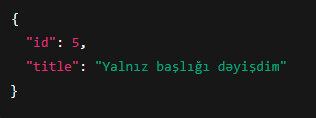 {
  "id": 5,
  "title": "Yalnız başlığı dəyişdim"
}